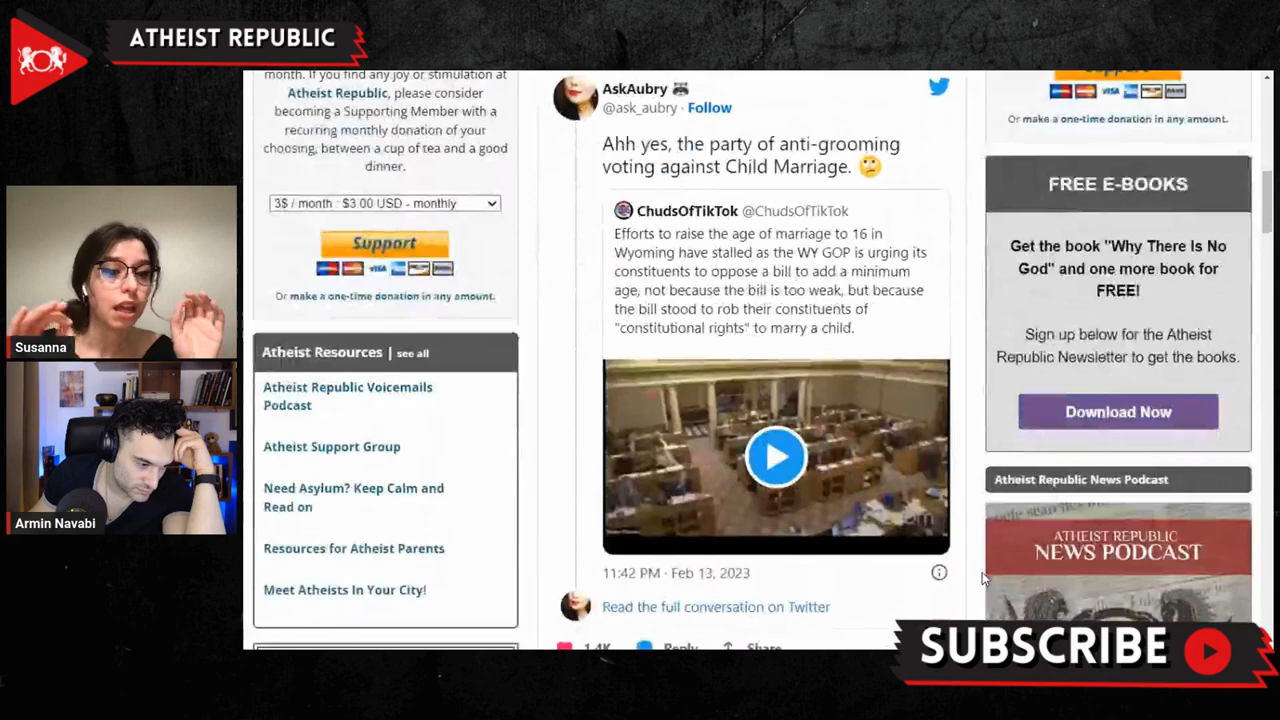 ATHEIST REPUBLIC
Susanna
Armin Navabi
month. If you find any joy or stimulation at
Atheist Republic, please consider
becoming a Supporting Member with a
recurring monthly donation of your
choosing, between a cup of tea and a good
dinner.
3$ / month : $3.00 USD - monthly
Support
VISA
Or make a one-time donation in any amount.
Atheist Resources | see all
Atheist Republic Voicemails
Podcast
Atheist Support Group
Need Asylum? Keep Calm and
Read on
Resources for Atheist Parents
Meet Atheists In Your City!
AskAubry 🦝
@ask_aubry · Follow
Ahh yes, the party of anti-grooming
voting against Child Marriage. 🙄
ChudsOfTikTok @ChudsOfTikTok
Efforts to raise the age of marriage to 16 in
Wyoming have stalled as the WY GOP is urging its
constituents to oppose a bill to add a minimum
age, not because the bill is too weak, but because
the bill stood to rob their constituents of
"constitutional rights" to marry a child.
11:42 PM · Feb 13, 2023
Read the full conversation on Twitter
1.4K Reply Share
Support
VISA
Or make a one-time donation in any amount.
FREE E-BOOKS
Get the book "Why There Is No
God" and one more book for
FREE!
Sign up below for the Atheist
Republic Newsletter to get the books.
Download Now
Atheist Republic News Podcast
ATHEIST REPUBLIC
NEWS PODCAST
SUBSCRIBE